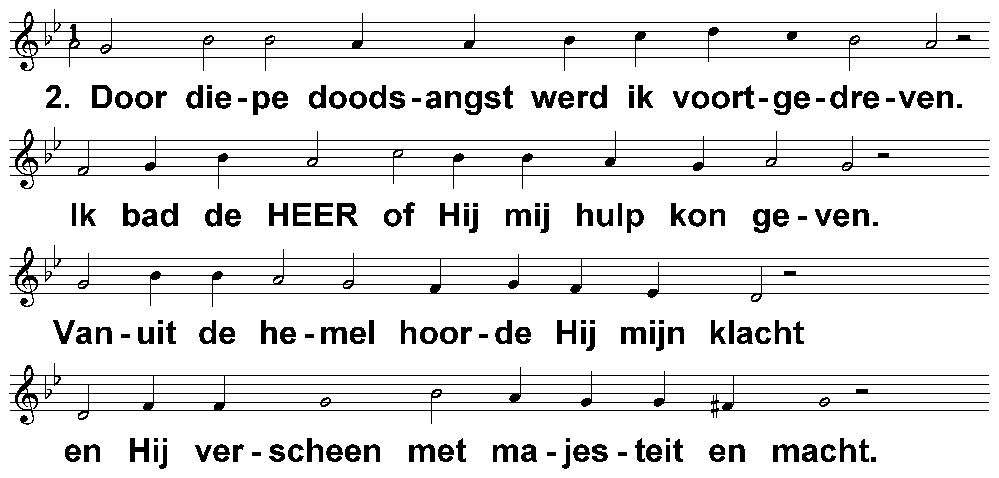 1
2. Door die-pe doods-angst werd ik voort-ge-dre-ven.
Ik bad de HEER of Hij mij hulp kon ge-ven.
Van-uit de he-mel hoor-de Hij mijn klacht
en Hij ver-scheen met ma-jes-teit en macht.